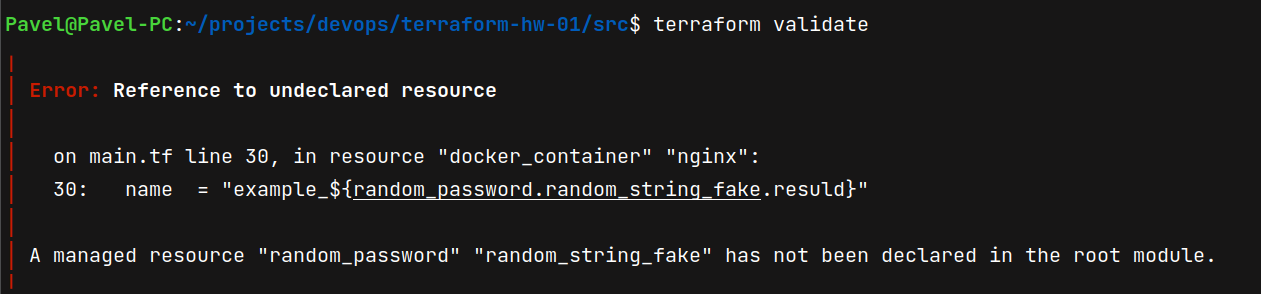 Pavel@Pavel-PC:~/projects/devops/terraform-hw-01/src$ terraform validate
Error: Reference to undeclared resource
on main.tf line 30, in resource "docker_container" "nginx":
30:   name  = "example_${random_password.random_string_fake.resuld}"
A managed resource "random_password" "random_string_fake" has not been declared in the root module.